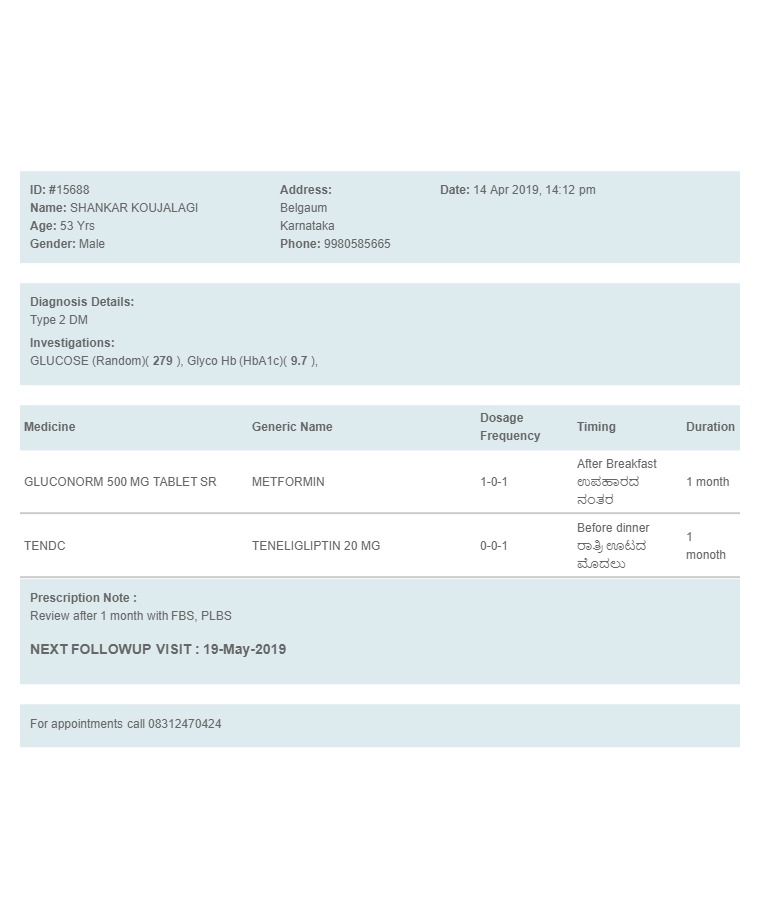 ID: #15688
Name: SHANKAR KOUJALAGI
Age: 53 Yrs
Gender: Male
Address:
Belgaum
Karnataka
Phone: 9980585665
Date: 14 Apr 2019, 14:12 pm
Diagnosis Details:
Type 2 DM
Investigations:
GLUCOSE (Random)( 279 ), Glyco Hb (HbA1c)( 9.7 ),
Medicine Generic Name Dosage Frequency Timing Duration
GLUCONORM 500 MG TABLET SR METFORMIN 1-0-1 After Breakfast ಉಪಹಾರದ ನಂತರ 1 month
TENDC TENELIGLIPTIN 20 MG 0-0-1 Before dinner ರಾತ್ರಿ ಊಟದ ಮೊದಲು 1 monoth
Prescription Note :
Review after 1 month with FBS, PLBS
NEXT FOLLOWUP VISIT : 19-May-2019
For appointments call 08312470424